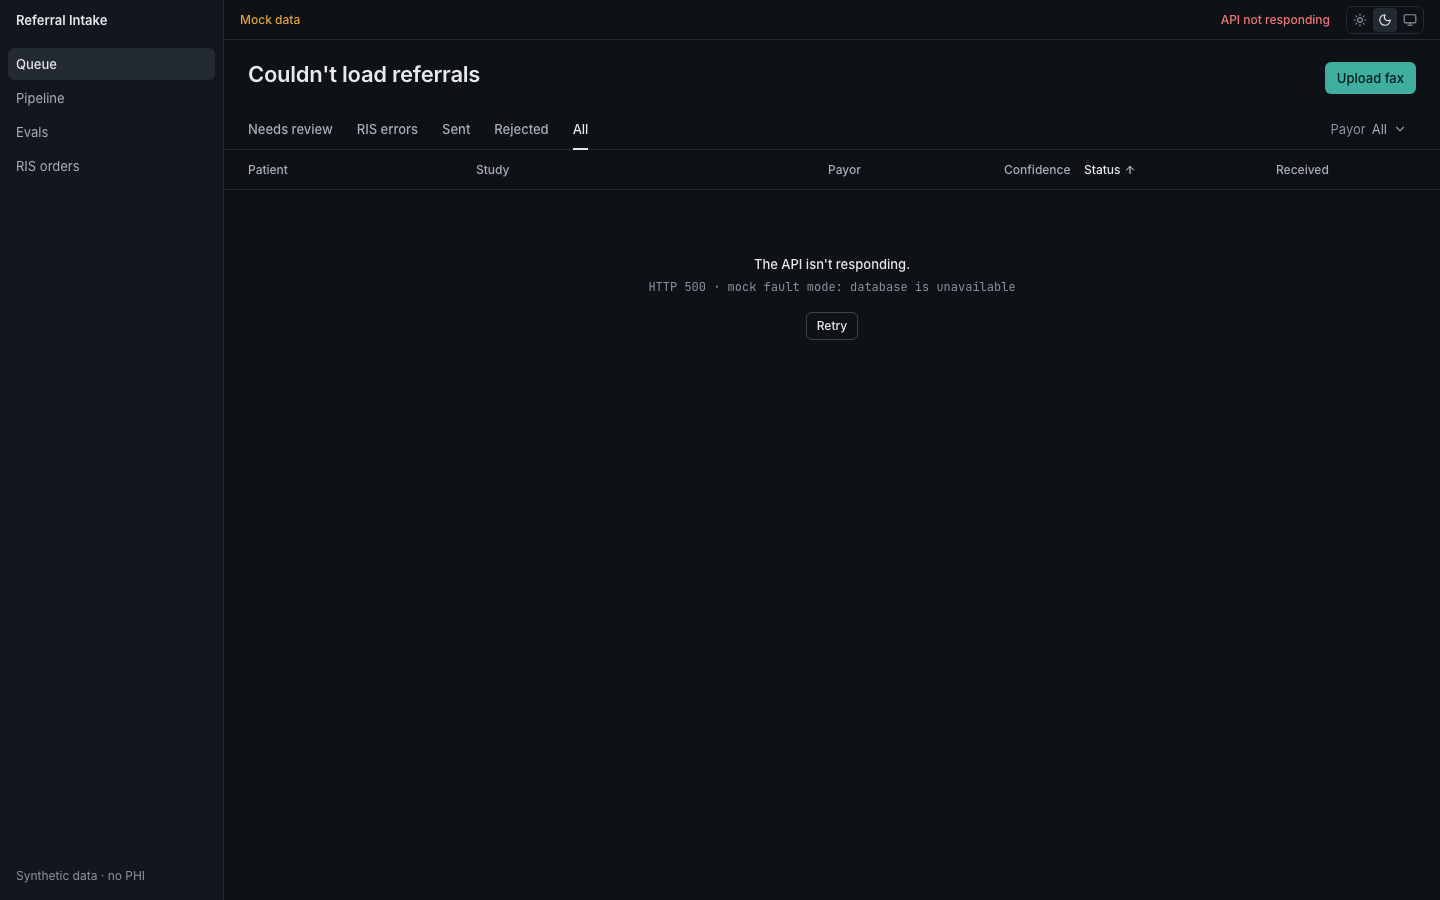 Referral Intake
Mock data
API not responding
Queue
Pipeline
Evals
RIS orders
Couldn't load referrals
Upload fax
Needs review RIS errors Sent Rejected All
Payor All
Patient Study Payor Confidence Status ↑ Received
The API isn't responding.
HTTP 500 · mock fault mode: database is unavailable
Retry
Synthetic data · no PHI